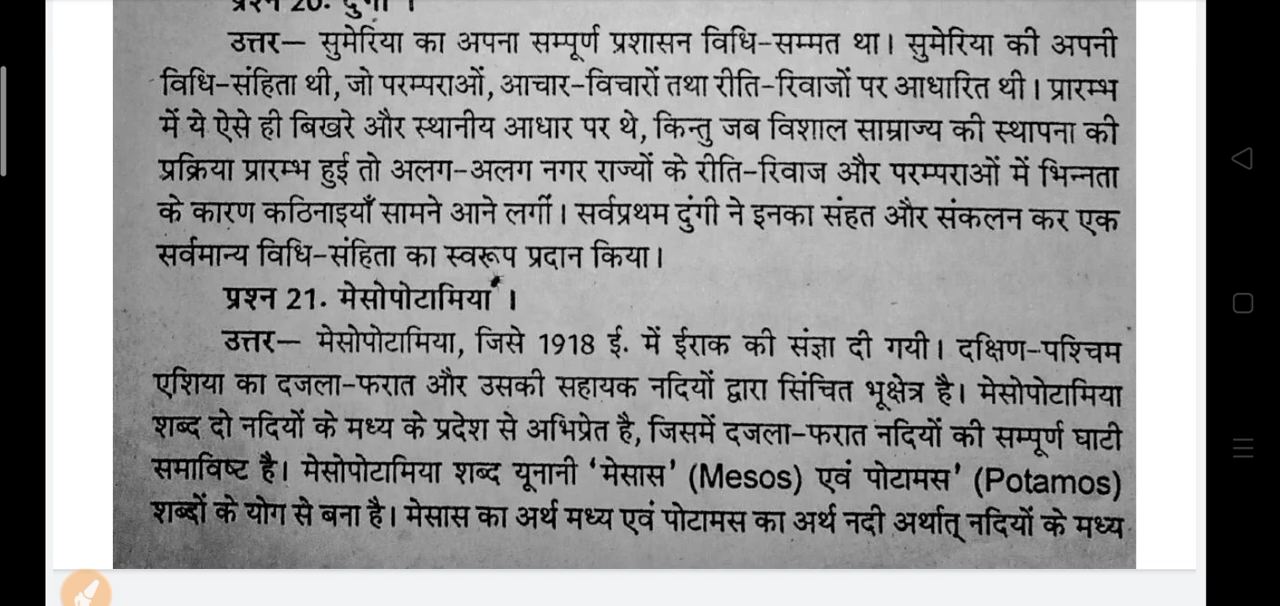 प्रश्न 20. दुंगी ।
उत्तर— सुमेरिया का अपना सम्पूर्ण प्रशासन विधि-सम्मत था। सुमेरिया की अपनी
विधि-संहिता थी, जो परम्पराओं, आचार-विचारों तथा रीति-रिवाजों पर आधारित थी। प्रारम्भ
में ये ऐसे ही बिखरे और स्थानीय आधार पर थे, किन्तु जब विशाल साम्राज्य की स्थापना की
प्रक्रिया प्रारम्भ हुई तो अलग-अलग नगर राज्यों के रीति-रिवाज और परम्पराओं में भिन्नता
के कारण कठिनाइयाँ सामने आने लगीं। सर्वप्रथम दुंगी ने इनका संहत और संकलन कर एक
सर्वमान्य विधि-संहिता का स्वरूप प्रदान किया।
प्रश्न 21. मेसोपोटामिया ।
उत्तर— मेसोपोटामिया, जिसे 1918 ई. में ईराक की संज्ञा दी गयी। दक्षिण-पश्चिम
एशिया का दजला-फरात और उसकी सहायक नदियों द्वारा सिंचित भूक्षेत्र है। मेसोपोटामिया
शब्द दो नदियों के मध्य के प्रदेश से अभिप्रेत है, जिसमें दजला-फरात नदियों की सम्पूर्ण घाटी
समाविष्ट है। मेसोपोटामिया शब्द यूनानी ‘मेसास’ (Mesos) एवं पोटामस’ (Potamos)
शब्दों के योग से बना है। मेसास का अर्थ मध्य एवं पोटामस का अर्थ नदी अर्थात् नदियों के मध्य